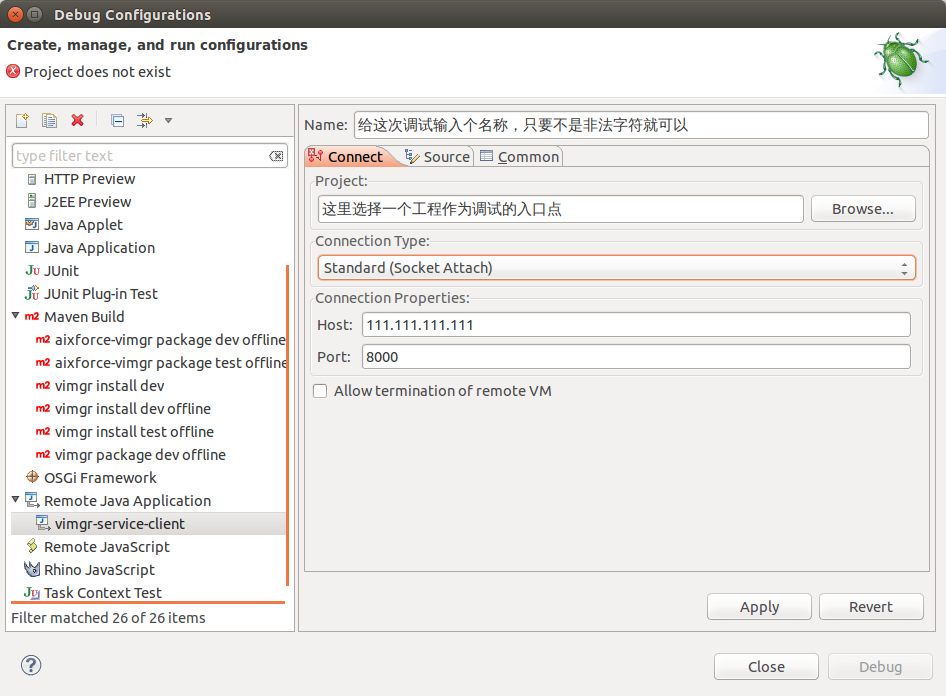 Debug Configurations
Create, manage, and run configurations
Project does not exist
type filter text
HTTP Preview
J2EE Preview
Java Applet
Java Application
JUnit
JUnit Plug-in Test
Maven Build
aixforce-vimgr package dev offline
aixforce-vimgr package test offline
vimgr install dev
vimgr install dev offline
vimgr install test offline
vimgr package dev offline
OSGi Framework
Remote Java Application
vimgr-service-client
Remote JavaScript
Rhino JavaScript
Task Context Test
Filter matched 26 of 26 items
Name: 给这次调试输入个名称，只要不是非法字符就可以
Connect Source Common
Project:
这里选择一个工程作为调试的入口点 Browse...
Connection Type:
Standard (Socket Attach)
Connection Properties:
Host: 111.111.111.111
Port: 8000
Allow termination of remote VM
Apply Revert
Close Debug